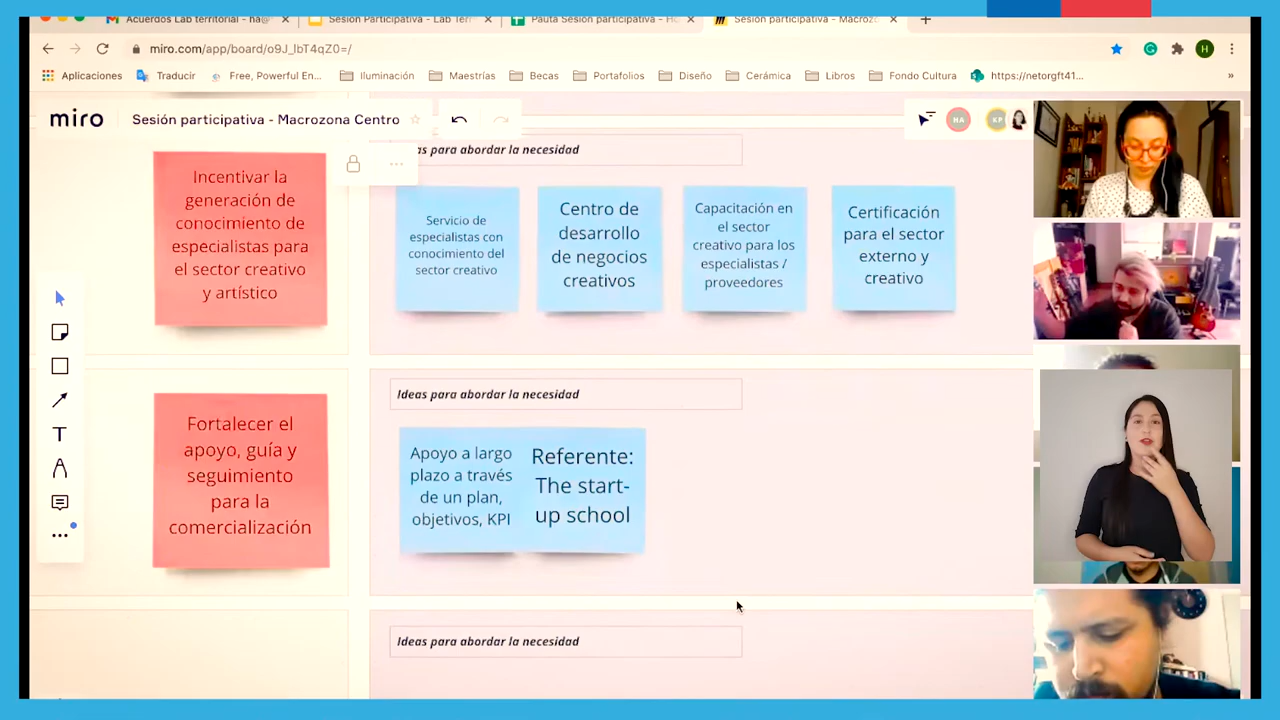 Acuerdos Lab territorial - na@
Sesión Participativa - Lab Terr
Pauta Sesión participativa - Ho
Sesión participativa - Macrozo
miro.com/app/board/o9J_lbT4qZ0=/
H
Aplicaciones
Traducir
Free, Powerful En...
Iluminación
Maestrías
Becas
Portafolios
Diseño
Cerámica
Libros
Fondo Cultura
https://netorgft41...
»
miro
Sesión participativa - Macrozona Centro
NA
KP
as para abordar la necesidad
Incentivar la
generación de
conocimiento de
especialistas para
el sector creativo
y artístico
Servicio de
especialistas con
conocimiento del
sector creativo
Centro de
desarrollo
de negocios
creativos
Capacitación en
el sector
creativo para los
especialistas /
proveedores
Certificación
para el sector
externo y
creativo
Ideas para abordar la necesidad
Fortalecer el
apoyo, guía y
seguimiento
para la
comercialización
Apoyo a largo
plazo a través
de un plan,
objetivos, KPI
Referente:
The start-
up school
Ideas para abordar la necesidad